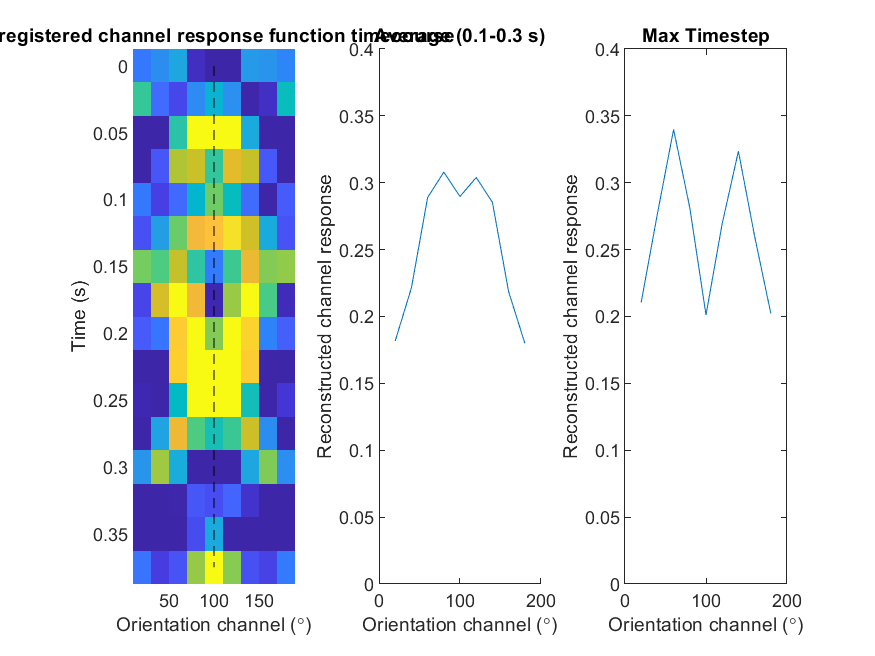 registered channel response function timecourse
Average (0.1-0.3 s)
Max Timestep
0
0.05
0.1
0.15
0.2
0.25
0.3
0.35
Time (s)
50 100 150
Orientation channel (°)
0.4
0.35
0.3
0.25
0.2
0.15
0.1
0.05
0
Reconstructed channel response
0 100 200
Orientation channel (°)
0.4
0.35
0.3
0.25
0.2
0.15
0.1
0.05
0
Reconstructed channel response
0 100 200
Orientation channel (°)